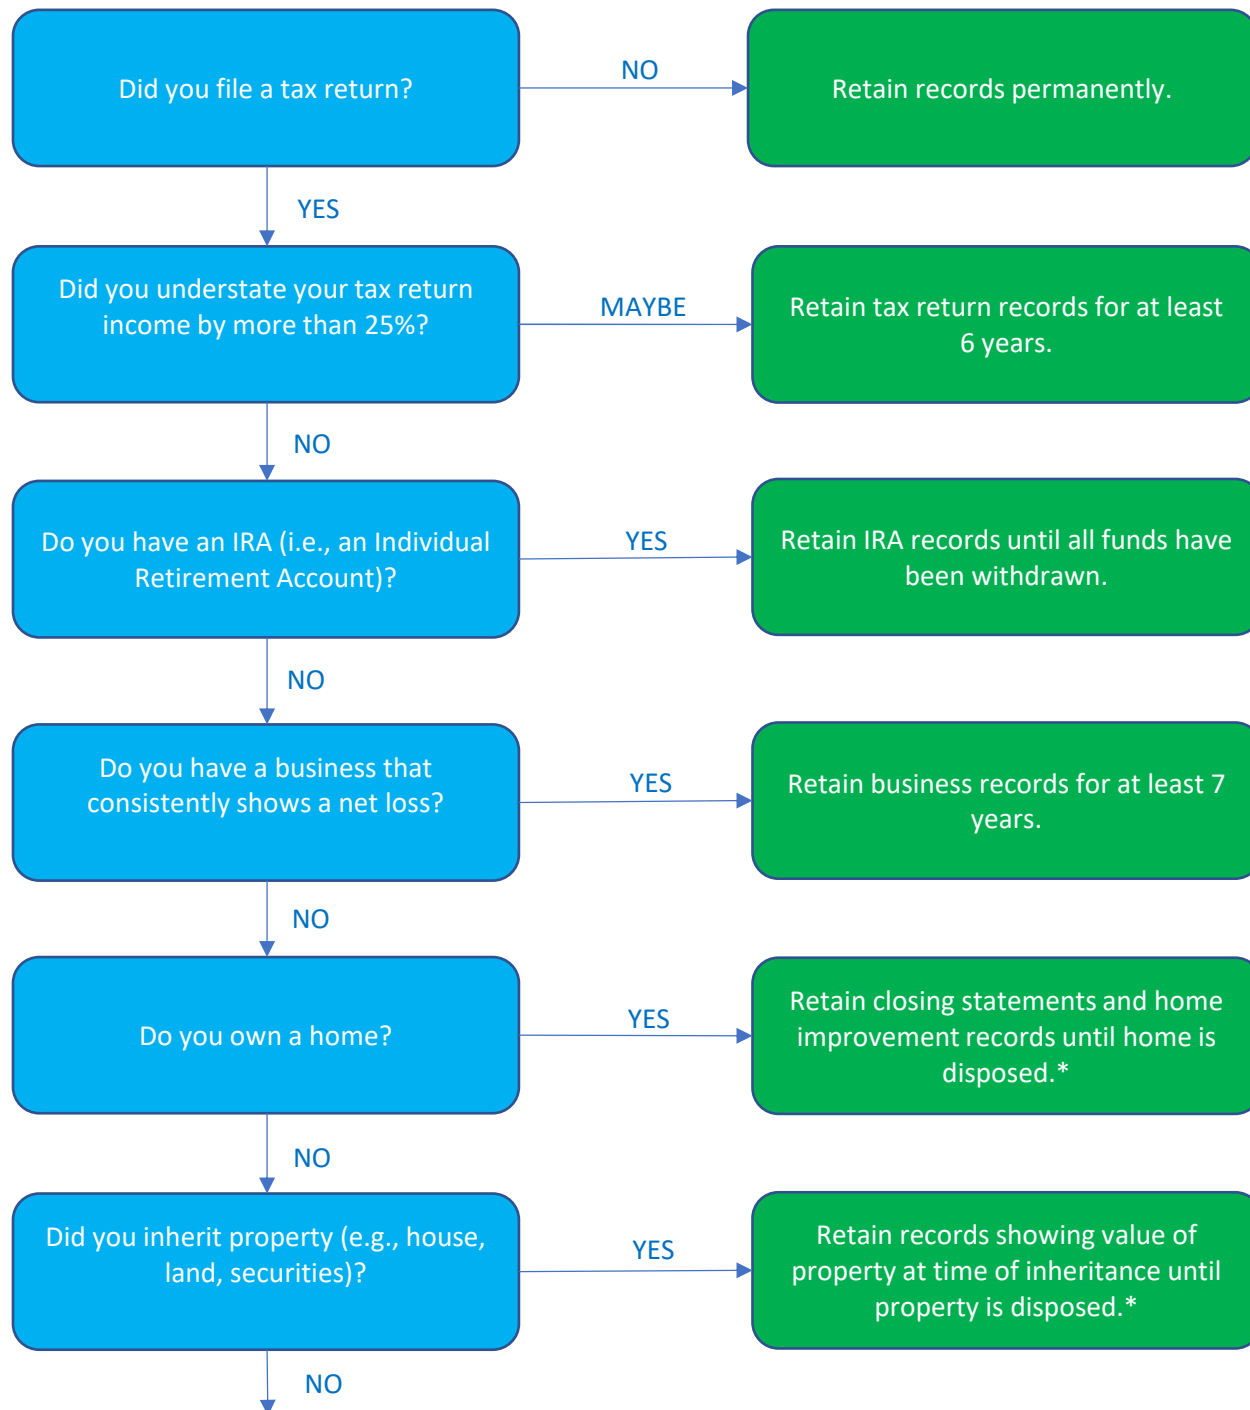 Did you file a tax return?
NO
Retain records permanently.
YES
Did you understate your tax return
income by more than 25%?
MAYBE
Retain tax return records for at least
6 years.
NO
Do you have an IRA (i.e., an Individual
Retirement Account)?
YES
Retain IRA records until all funds have
been withdrawn.
NO
Do you have a business that
consistently shows a net loss?
YES
Retain business records for at least 7
years.
NO
Do you own a home?
YES
Retain closing statements and home
improvement records until home is
disposed.*
NO
Did you inherit property (e.g., house,
land, securities)?
YES
Retain records showing value of
property at time of inheritance until
property is disposed.*
NO